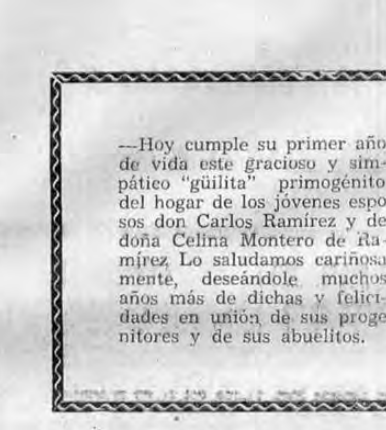 ---Hoy cumple su primer año
de vida este gracioso y sim-
pático "güilita" primogénito
del hogar de los jóvenes espo
sos don Carlos Ramírez y de
doña Celina Montero de Ra-
mírez Lo saludamos cariñosa
mente, deseándole muchos
años más de dichas y felici-
dades en unión de sus proge
nitores y de sus abuelitos.